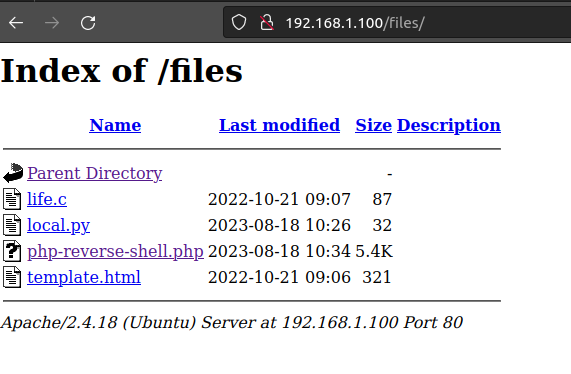 192.168.1.100/files/
Index of /files
Name Last modified Size Description
Parent Directory -
life.c 2022-10-21 09:07 87
local.py 2023-08-18 10:26 32
php-reverse-shell.php 2023-08-18 10:34 5.4K
template.html 2022-10-21 09:06 321
Apache/2.4.18 (Ubuntu) Server at 192.168.1.100 Port 80